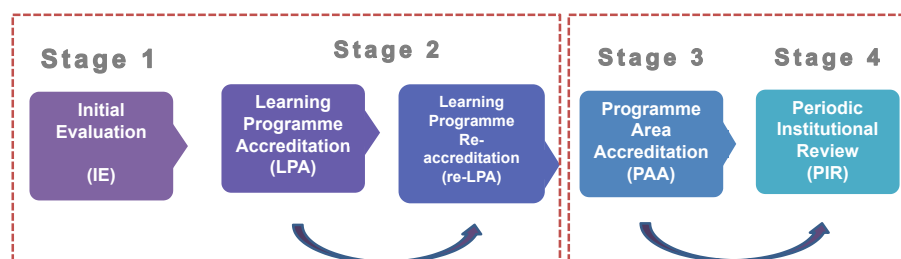 Stage 1
Stage 2
Stage 3
Stage 4
Initial
Evaluation
(IE)
Learning
Programme
Accreditation
(LPA)
Learning
Programme
Re-
accreditation
(re-LPA)
Programme
Area
Accreditation
(PAA)
Periodic
Institutional
Review
(PIR)